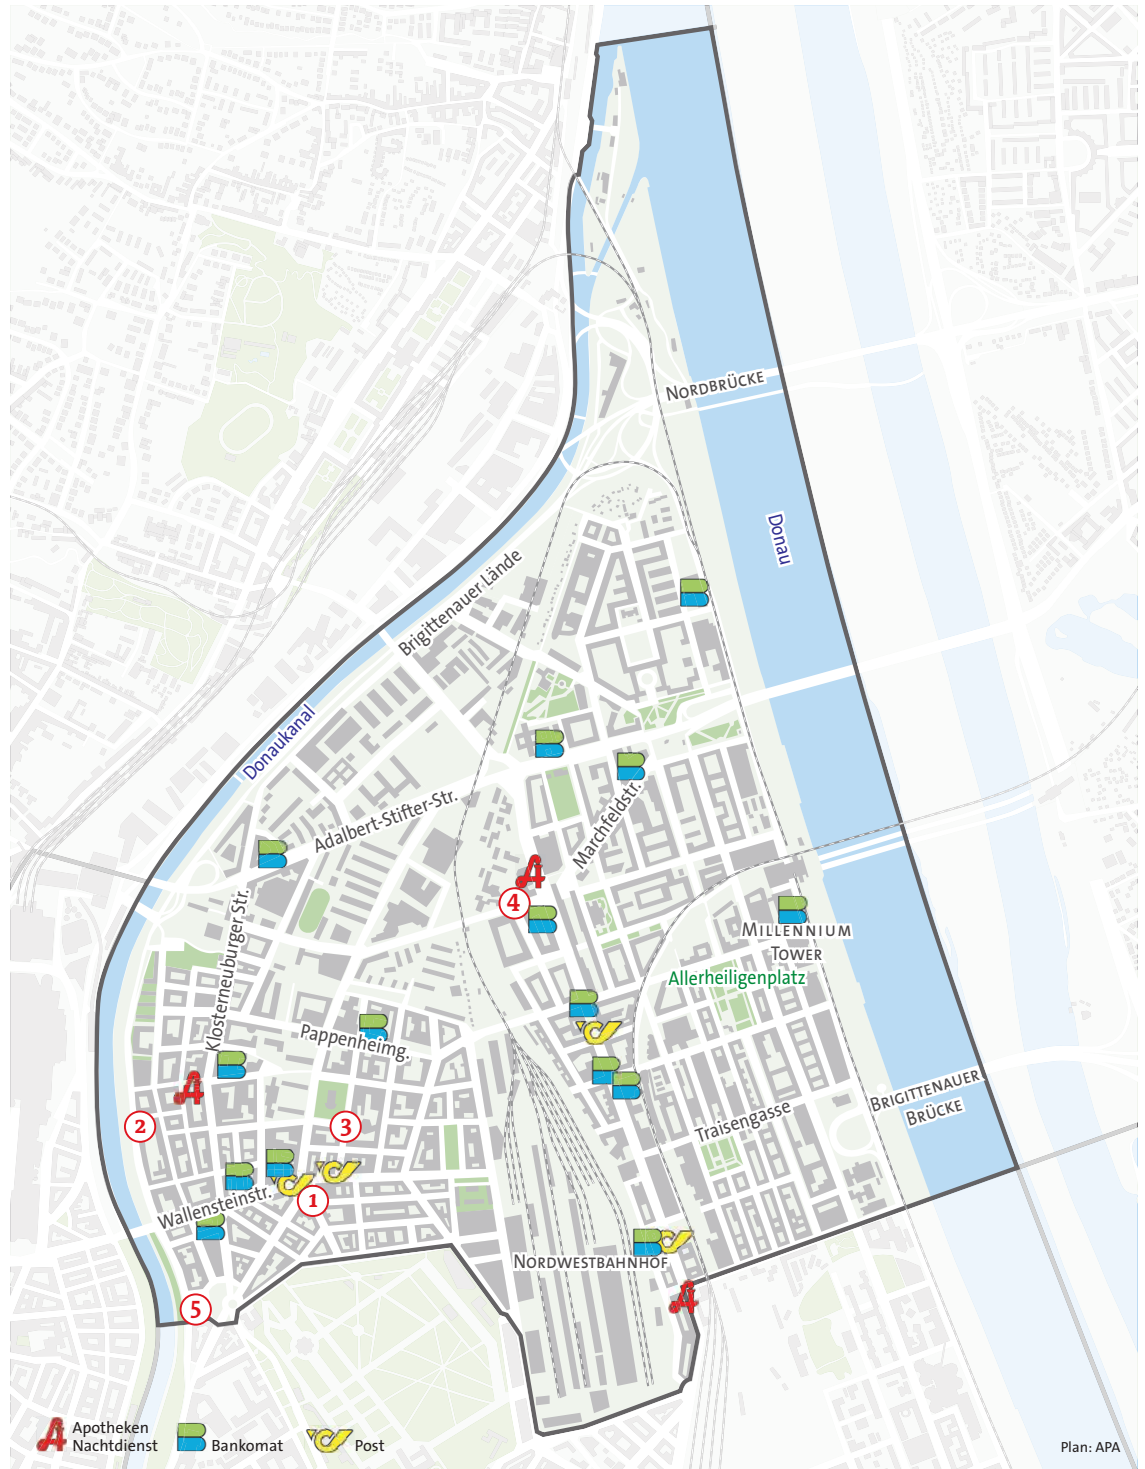 NORDBRÜCKE
Donau
Brigittenauer Lände
Donaukanal
Adalbert-Stifter-Str.
Marchfeldstr.
Klosterneuburger Str.
4
MILLENNIUM
TOWER
Allerheiligenplatz
Pappenheimg.
BRIGITTENAUER
BRÜCKE
Traisengasse
2
3
1
Wallensteinstr.
NORDWESTBAHNHOF
5
Apotheken
Nachtdienst
Bankomat
Post
Plan: APA